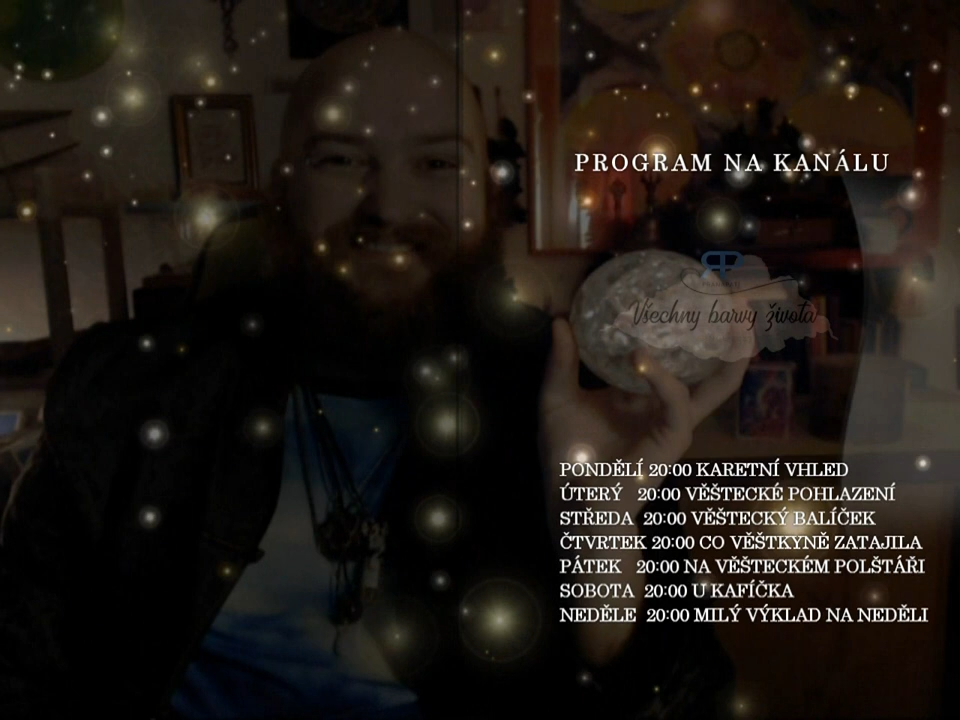 PROGRAM NA KANÁLU
Všechny barvy života
PONDĚLÍ 20:00 KARETNÍ VHLED
ÚTERÝ 20:00 VĚŠTECKÉ POHLAZENÍ
STŘEDA 20:00 VĚŠTECKÝ BALÍČEK
ČTVRTEK 20:00 CO VĚŠTKYNĚ ZATAJILA
PÁTEK 20:00 NA VĚŠTECKÉM POLŠTÁŘI
SOBOTA 20:00 U KAFÍČKA
NEDĚLE 20:00 MILÝ VÝKLAD NA NEDĚLI